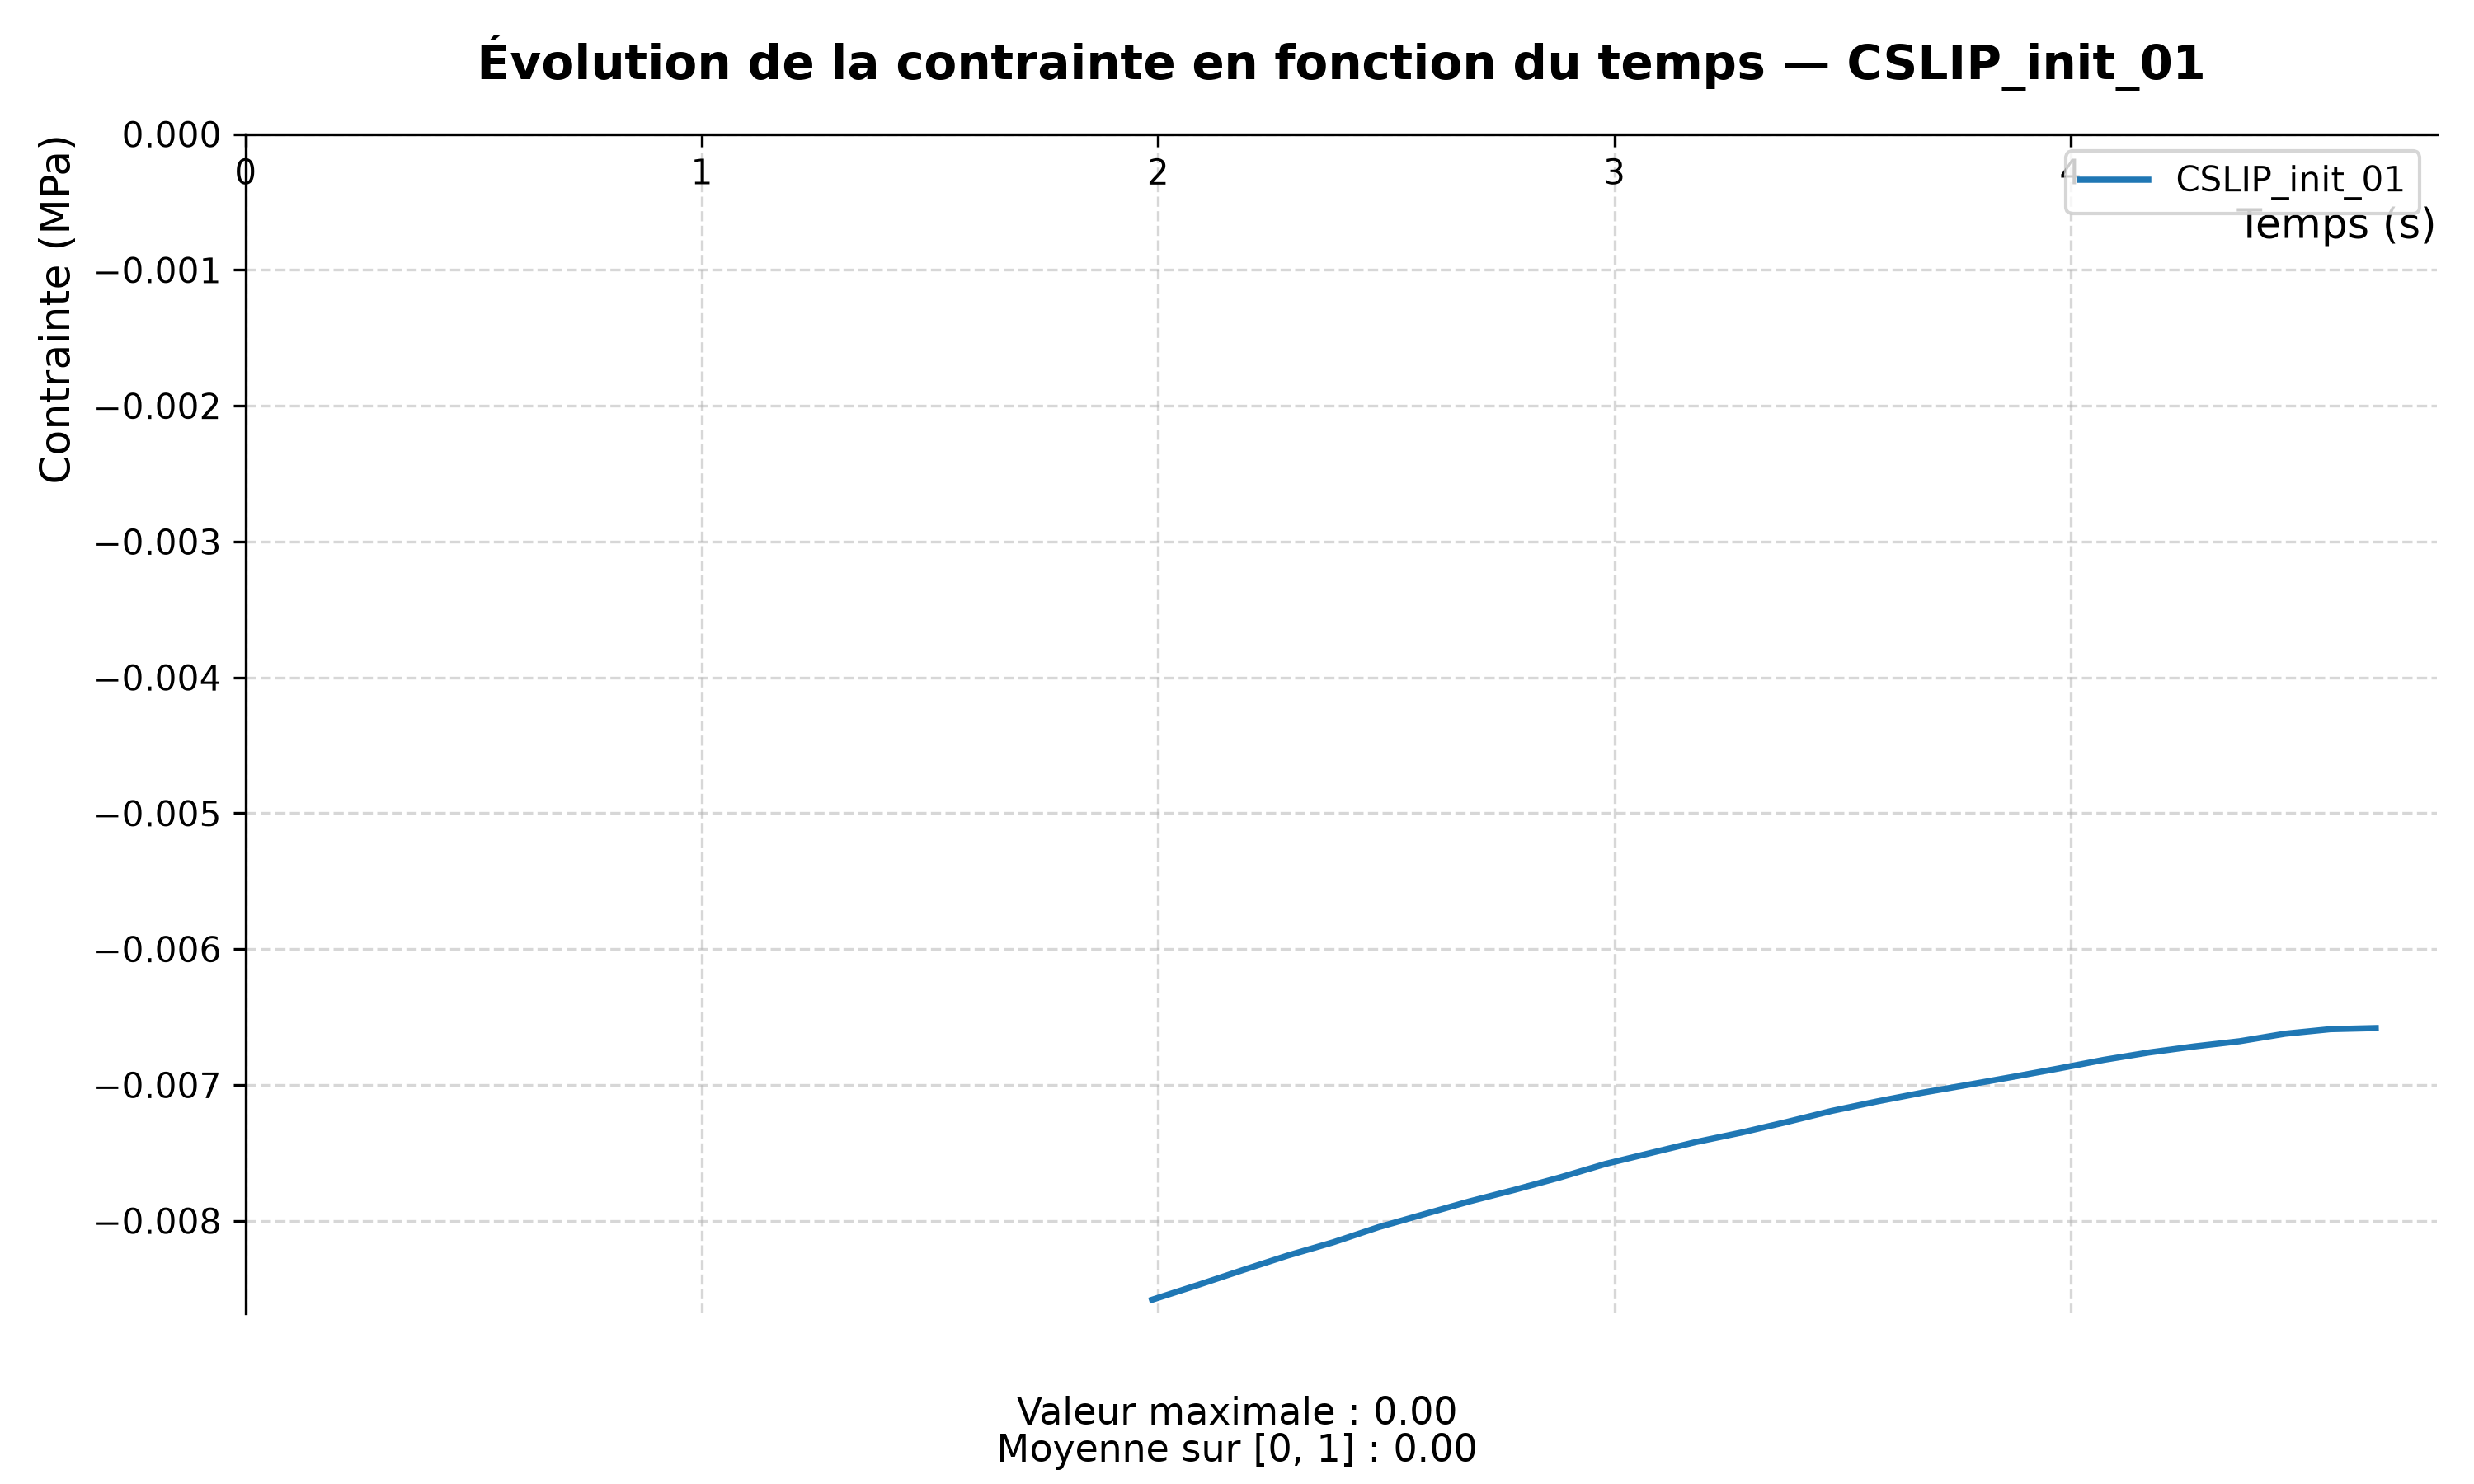 Évolution de la contrainte en fonction du temps — CSLIP_init_01
Contrainte (MPa)
0.000
−0.001
−0.002
−0.003
−0.004
−0.005
−0.006
−0.007
−0.008
0
1
2
3
4
CSLIP_init_01
Temps (s)
Valeur maximale : 0.00
Moyenne sur [0, 1] : 0.00